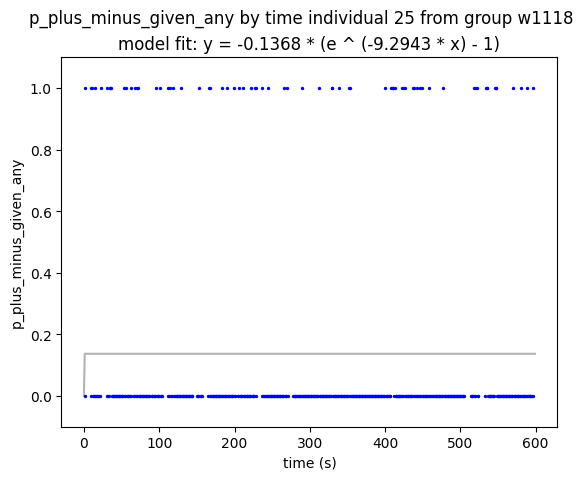 p_plus_minus_given_any by time individual 25 from group w1118
model fit: y = -0.1368 * (e ^ (-9.2943 * x) - 1)
1.0
0.8
0.6
0.4
0.2
0.0
p_plus_minus_given_any
0 100 200 300 400 500 600
time (s)